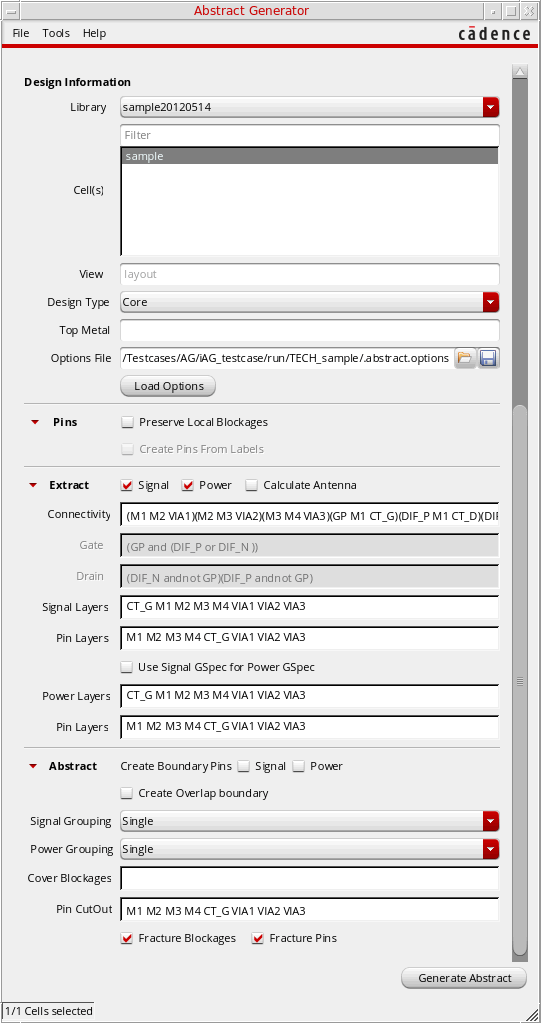 Abstract Generator
File Tools Help
cādence
Design Information
Library sample20120514
Filter
sample
Cell(s)
View layout
Design Type Core
Top Metal
Options File /Testcases/AG/iAG_testcase/run/TECH_sample/.abstract.options
Load Options
Pins Preserve Local Blockages
Create Pins From Labels
Extract Signal Power Calculate Antenna
Connectivity (M1 M2 VIA1)(M2 M3 VIA2)(M3 M4 VIA3)(GP M1 CT_G)(DIF_P M1 CT_D)(DIF
Gate (GP and (DIF_P or DIF_N ))
Drain (DIF_N andnot GP)(DIF_P andnot GP)
Signal Layers CT_G M1 M2 M3 M4 VIA1 VIA2 VIA3
Pin Layers M1 M2 M3 M4 CT_G VIA1 VIA2 VIA3
Use Signal GSpec for Power GSpec
Power Layers CT_G M1 M2 M3 M4 VIA1 VIA2 VIA3
Pin Layers M1 M2 M3 M4 CT_G VIA1 VIA2 VIA3
Abstract Create Boundary Pins Signal Power
Create Overlap boundary
Signal Grouping Single
Power Grouping Single
Cover Blockages
Pin CutOut M1 M2 M3 M4 CT_G VIA1 VIA2 VIA3
Fracture Blockages Fracture Pins
Generate Abstract
1/1 Cells selected